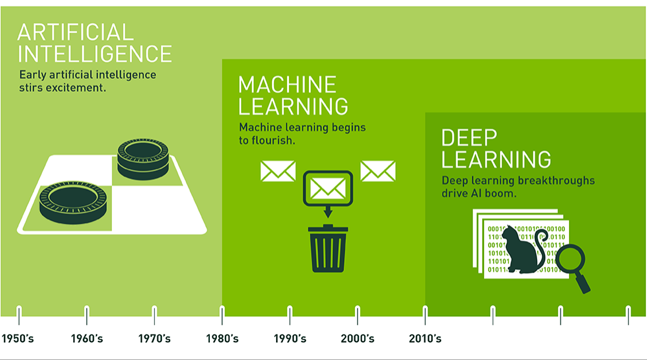 ARTIFICIAL
INTELLIGENCE
Early artificial intelligence
stirs excitement.
MACHINE
LEARNING
Machine learning begins
to flourish.
DEEP
LEARNING
Deep learning breakthroughs
drive AI boom.
1950's 1960's 1970's 1980's 1990's 2000's 2010's